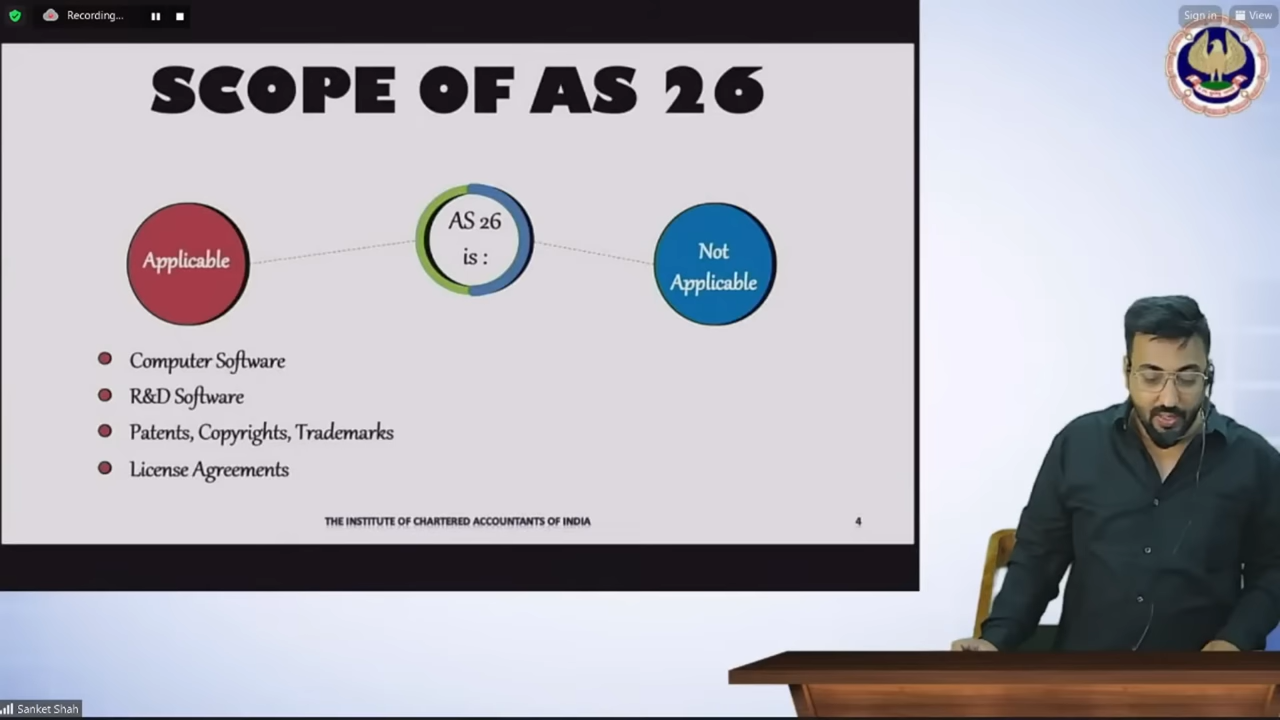 Recording...
Sign in
View
SCOPE OF AS 26
Applicable
AS 26
is :
Not
Applicable
Computer Software
R&D Software
Patents, Copyrights, Trademarks
License Agreements
THE INSTITUTE OF CHARTERED ACCOUNTANTS OF INDIA
4
Sanket Shah